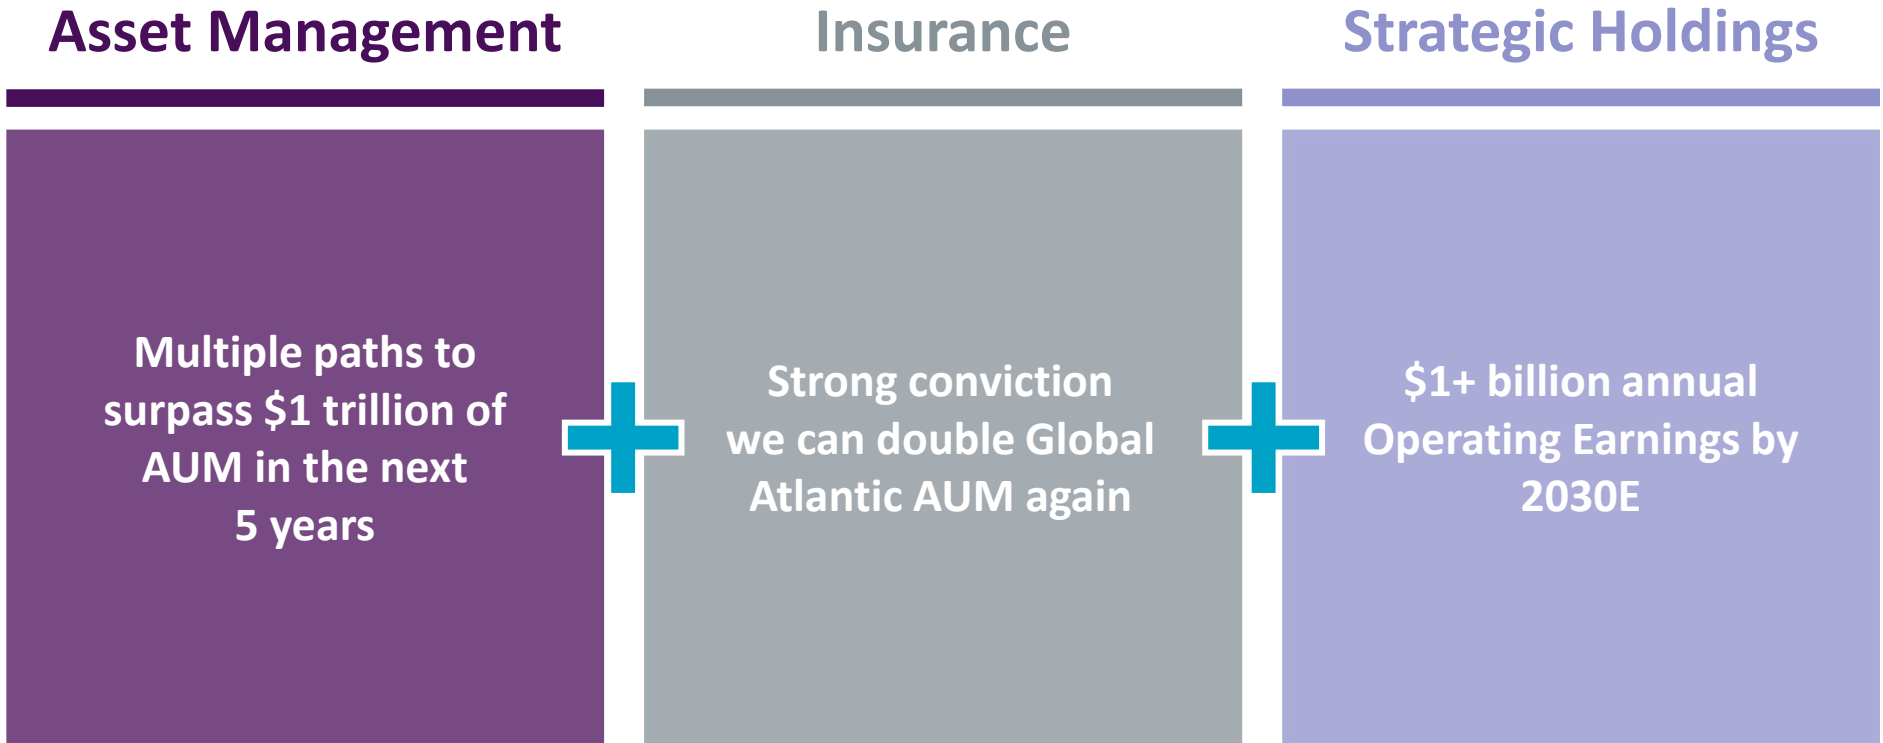 Asset Management
Multiple paths to
surpass $1 trillion of
AUM in the next
5 years
Insurance
Strong conviction
we can double Global
Atlantic AUM again
Strategic Holdings
$1+ billion annual
Operating Earnings by
2030E